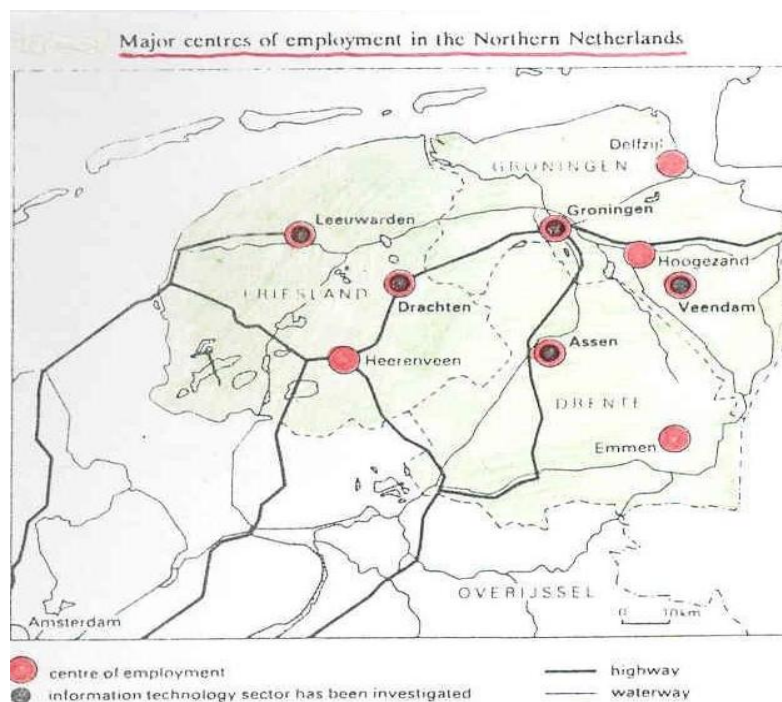 Major centres of employment in the Northern Netherlands
Delfzijl
GRONINGEN
Groningen
Leeuwarden
Hoogezand
FRIESLAND
Drachten
Veendam
Assen
Heerenveen
DRENTE
Emmen
OVERIJSSEL
0 10km
Amsterdam
centre of employment
highway
information technology sector has been investigated
waterway